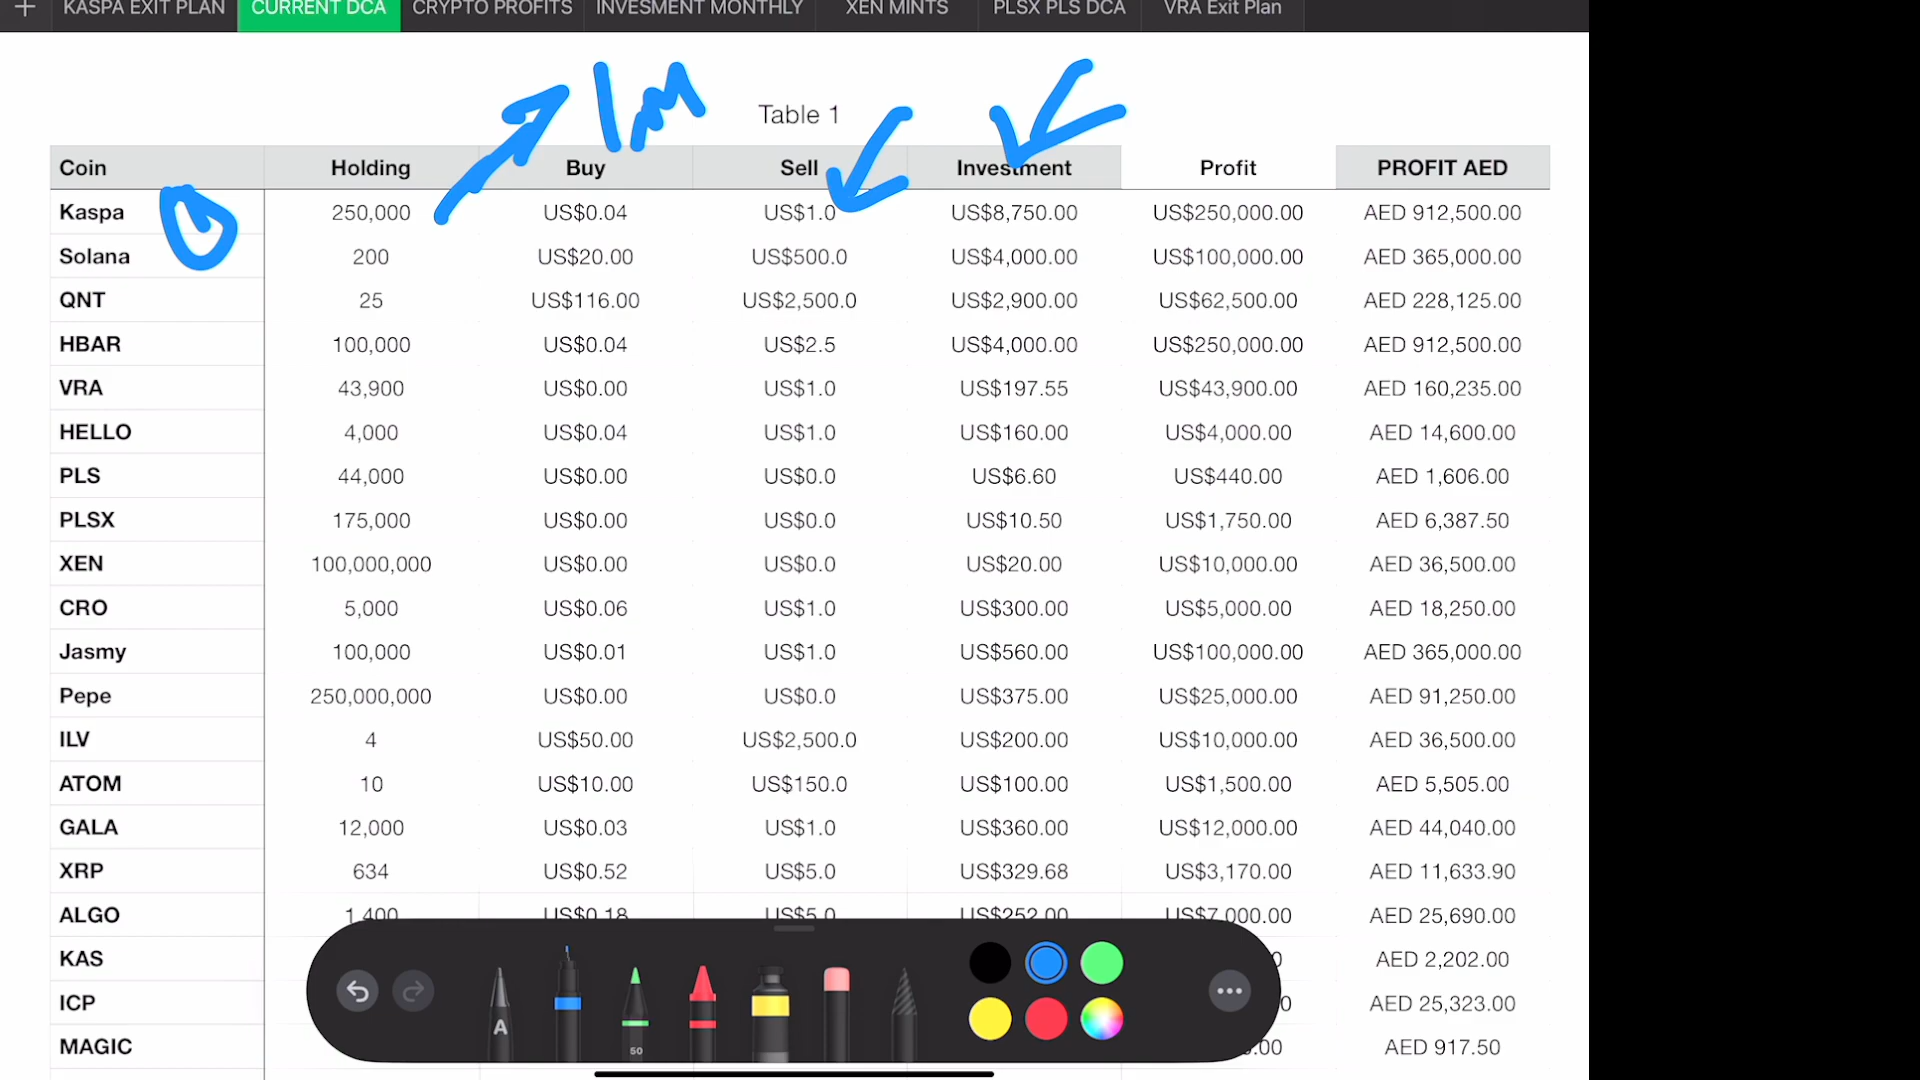 KASPA EXIT PLAN CURRENT DCA CRYPTO PROFITS INVESMENT MONTHLY XEN MINTS PLSX PLS DCA VRA Exit Plan
1M
Table 1
Coin Holding Buy Sell Investment Profit PROFIT AED
Kaspa 250,000 US$0.04 US$1.0 US$8,750.00 US$250,000.00 AED 912,500.00
Solana 200 US$20.00 US$500.0 US$4,000.00 US$100,000.00 AED 365,000.00
QNT 25 US$116.00 US$2,500.0 US$2,900.00 US$62,500.00 AED 228,125.00
HBAR 100,000 US$0.04 US$2.5 US$4,000.00 US$250,000.00 AED 912,500.00
VRA 43,900 US$0.00 US$1.0 US$197.55 US$43,900.00 AED 160,235.00
HELLO 4,000 US$0.04 US$1.0 US$160.00 US$4,000.00 AED 14,600.00
PLS 44,000 US$0.00 US$0.0 US$6.60 US$440.00 AED 1,606.00
PLSX 175,000 US$0.00 US$0.0 US$10.50 US$1,750.00 AED 6,387.50
XEN 100,000,000 US$0.00 US$0.0 US$20.00 US$10,000.00 AED 36,500.00
CRO 5,000 US$0.06 US$1.0 US$300.00 US$5,000.00 AED 18,250.00
Jasmy 100,000 US$0.01 US$1.0 US$560.00 US$100,000.00 AED 365,000.00
Pepe 250,000,000 US$0.00 US$0.0 US$375.00 US$25,000.00 AED 91,250.00
ILV 4 US$50.00 US$2,500.0 US$200.00 US$10,000.00 AED 36,500.00
ATOM 10 US$10.00 US$150.0 US$100.00 US$1,500.00 AED 5,505.00
GALA 12,000 US$0.03 US$1.0 US$360.00 US$12,000.00 AED 44,040.00
XRP 634 US$0.52 US$5.0 US$329.68 US$3,170.00 AED 11,633.90
ALGO 1,400 US$0.18 US$5.0 US$252.00 US$7,000.00 AED 25,690.00
KAS AED 2,202.00
ICP AED 25,323.00
MAGIC AED 917.50
A 50